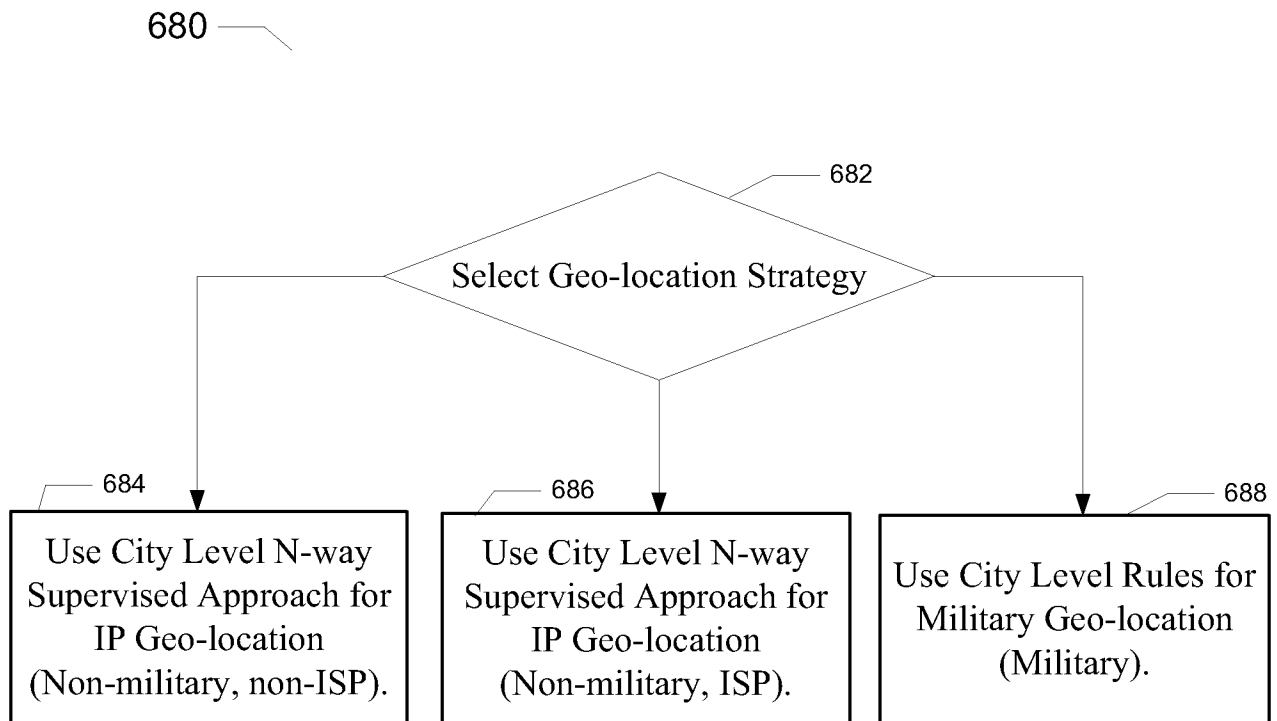 680
682
Select Geo-location Strategy
684
686
688
Use City Level N-way
Supervised Approach for
IP Geo-location
(Non-military, non-ISP).
Use City Level N-way
Supervised Approach for
IP Geo-location
(Non-military, ISP).
Use City Level Rules for
Military Geo-location
(Military).